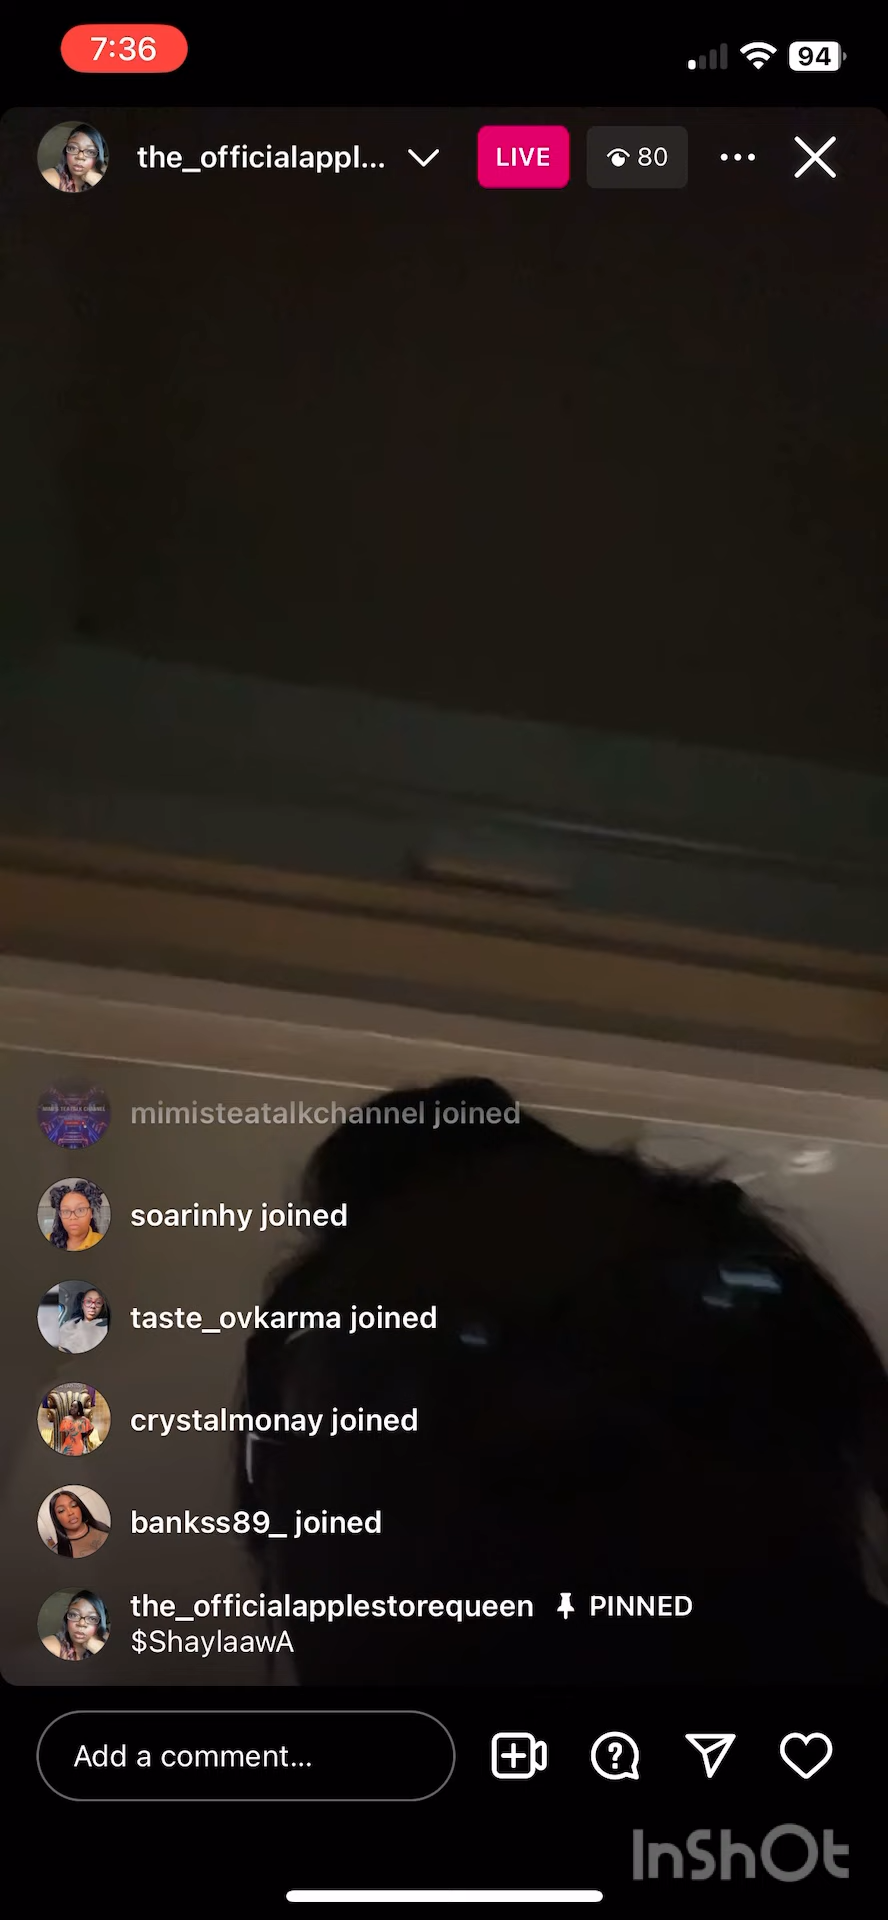 7:36
94
the_officialappl...
LIVE
80
mimisteatalkchannel joined
soarinhy joined
taste_ovkarma joined
crystalmonay joined
bankss89_ joined
the_officialapplestorequeen PINNED
$ShaylaawA
Add a comment...
InShOt